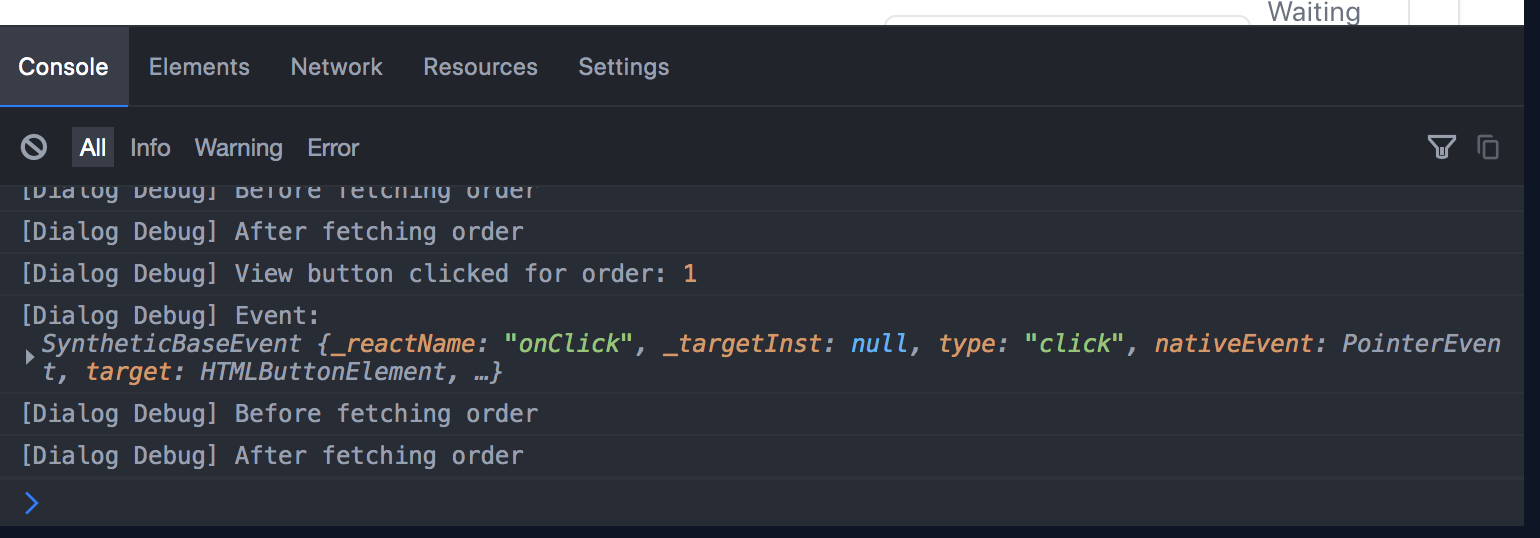 Waiting
Console Elements Network Resources Settings
All Info Warning Error
[Dialog Debug] Before fetching order
[Dialog Debug] After fetching order
[Dialog Debug] View button clicked for order: 1
[Dialog Debug] Event:
SyntheticBaseEvent {_reactName: "onClick", _targetInst: null, type: "click", nativeEvent: PointerEven
t, target: HTMLButtonElement, …}
[Dialog Debug] Before fetching order
[Dialog Debug] After fetching order